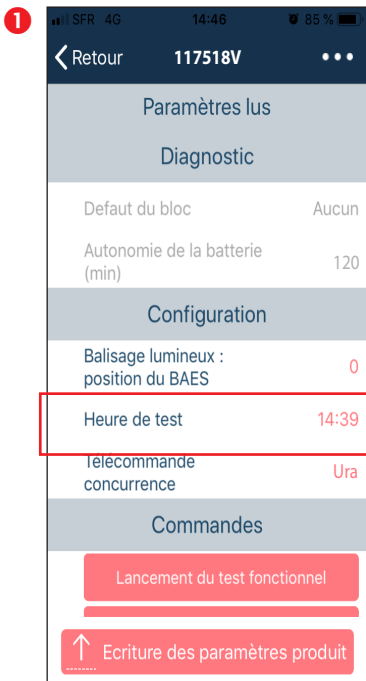 1
SFR 4G 14:46 85 %
Retour 117518V •••
Paramètres lus
Diagnostic
Defaut du bloc Aucun
Autonomie de la batterie
(min) 120
Configuration
Balisage lumineux :
position du BAES 0
Heure de test 14:39
Télécommande
concurrence Ura
Commandes
Lancement du test fonctionnel
Ecriture des paramètres produit